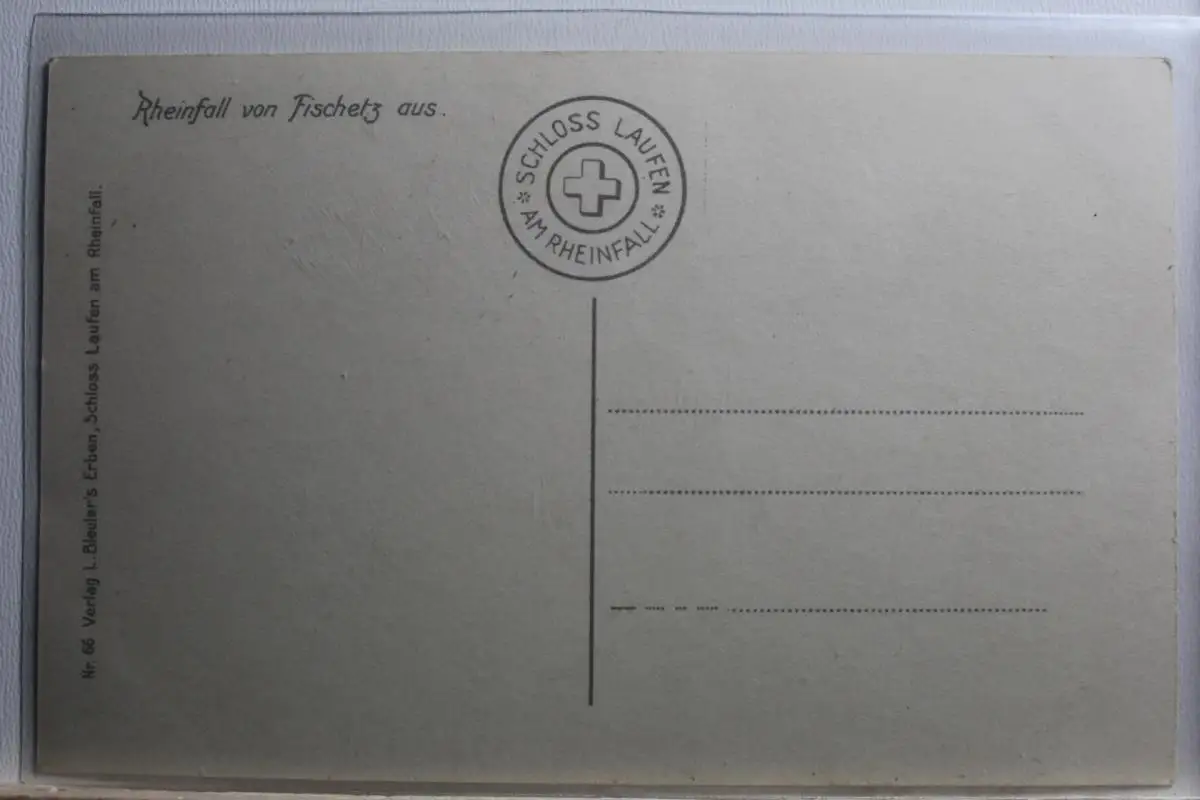 Rheinfall von Fischetz aus.
SCHLOSS LAUFEN
* AM RHEINFALL *
Nr. 66 Verlag L. Bleuler's Erben, Schloss Laufen am Rheinfall.